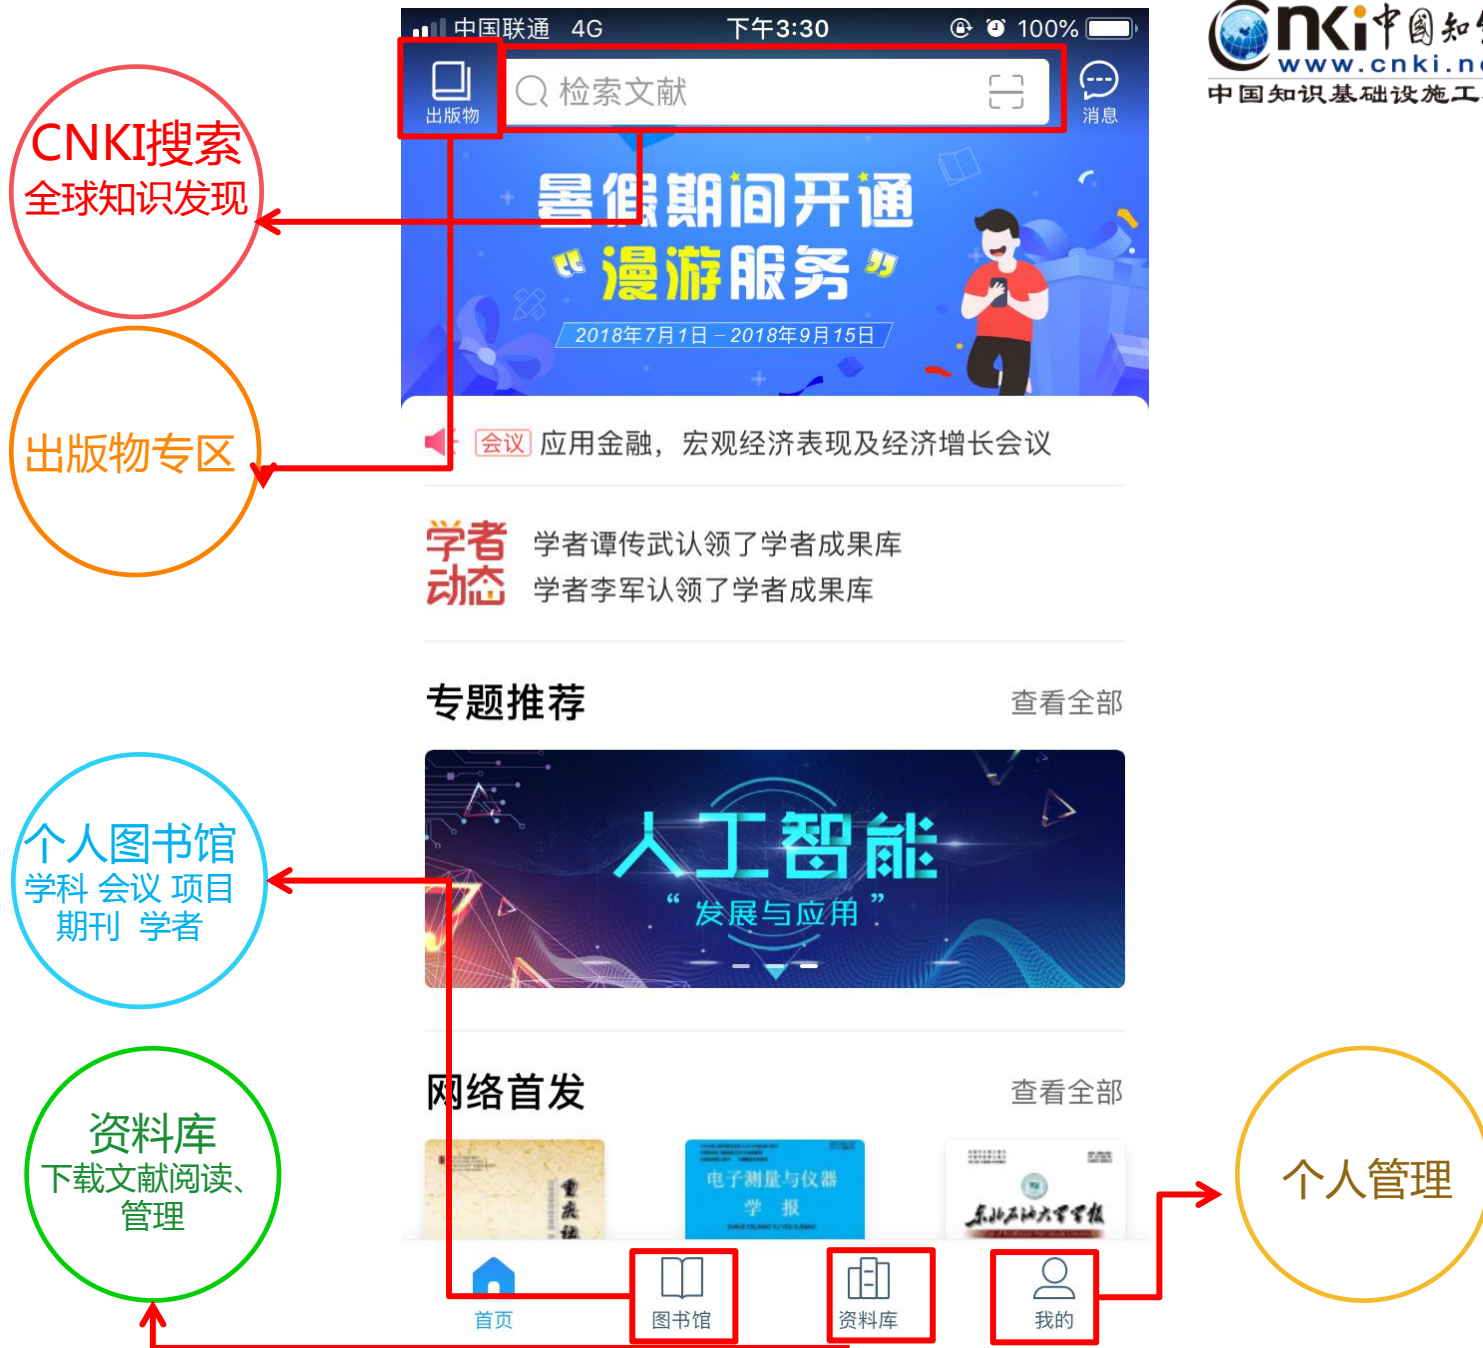 中国联通 4G 下午3:30 100%
出版物
检索文献
消息
www.cnki.ne
中国知识基础设施工
CNKI搜索
全球知识发现
暑假期间开通
“漫游服务”
2018年7月1日－2018年9月15日
出版物专区
会议 应用金融，宏观经济表现及经济增长会议
学者
动态
学者谭传武认领了学者成果库
学者李军认领了学者成果库
专题推荐
查看全部
人工智能
“发展与应用”
个人图书馆
学科 会议 项目
期刊 学者
网络首发
查看全部
资料库
下载文献阅读、
管理
电子测量与仪器
学 报
东北石油大学学报
个人管理
首页
图书馆
资料库
我的